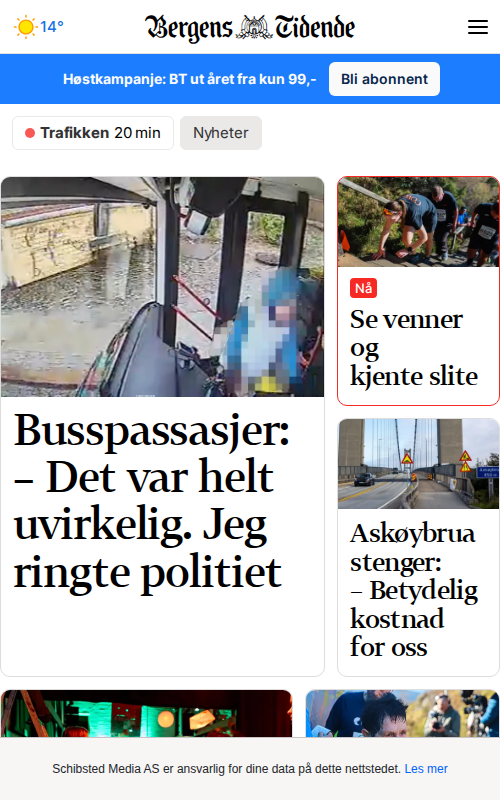 14°
Bergens Tidende
Høstkampanje: BT ut året fra kun 99,-
Bli abonnent
Trafikken 20 min
Nyheter
Busspassasjer:
– Det var helt
uvirkelig. Jeg
ringte politiet
Nå
Se venner
og
kjente slite
Askøybrua
stenger:
– Betydelig
kostnad
for oss
Schibsted Media AS er ansvarlig for dine data på dette nettstedet. Les mer